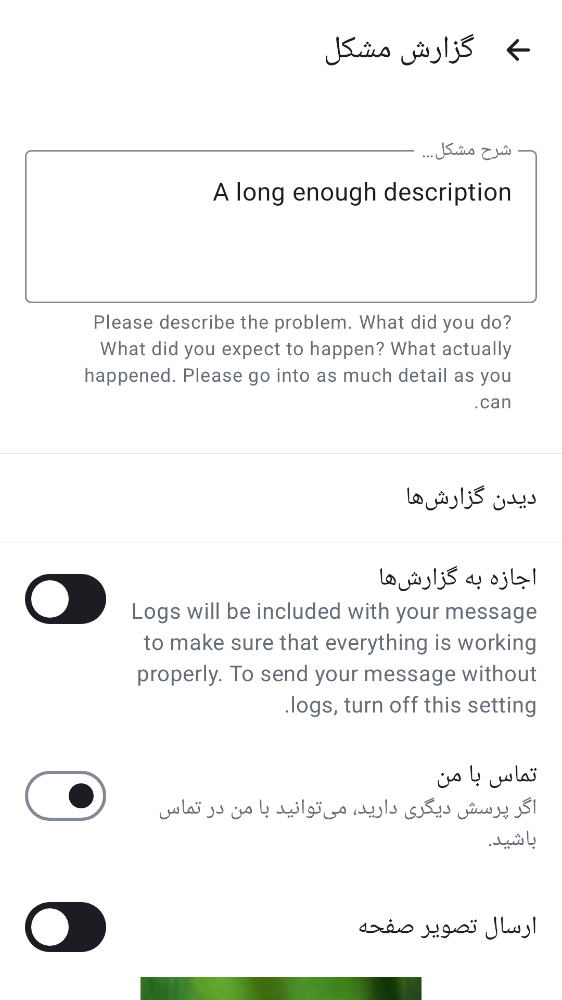 گزارش مشکل
شرح مشکل...
A long enough description
Please describe the problem. What did you do?
What did you expect to happen? What actually
happened. Please go into as much detail as you
can.
دیدن گزارش‌ها
اجازه به گزارش‌ها
Logs will be included with your message
to make sure that everything is working
properly. To send your message without
logs, turn off this setting.
تماس با من
اگر پرسش دیگری دارید، می‌توانید با من در تماس
باشید.
ارسال تصویر صفحه